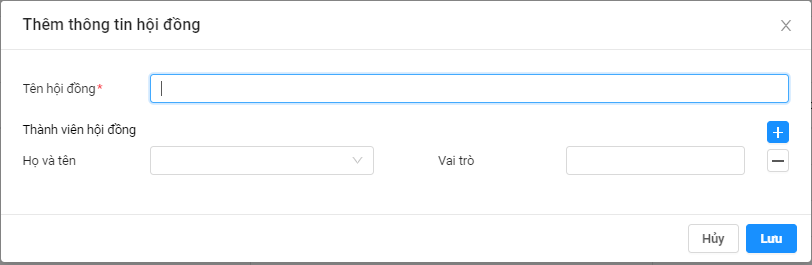 Thêm thông tin hội đồng
Tên hội đồng*
Thành viên hội đồng
Họ và tên
Vai trò
Hủy
Lưu